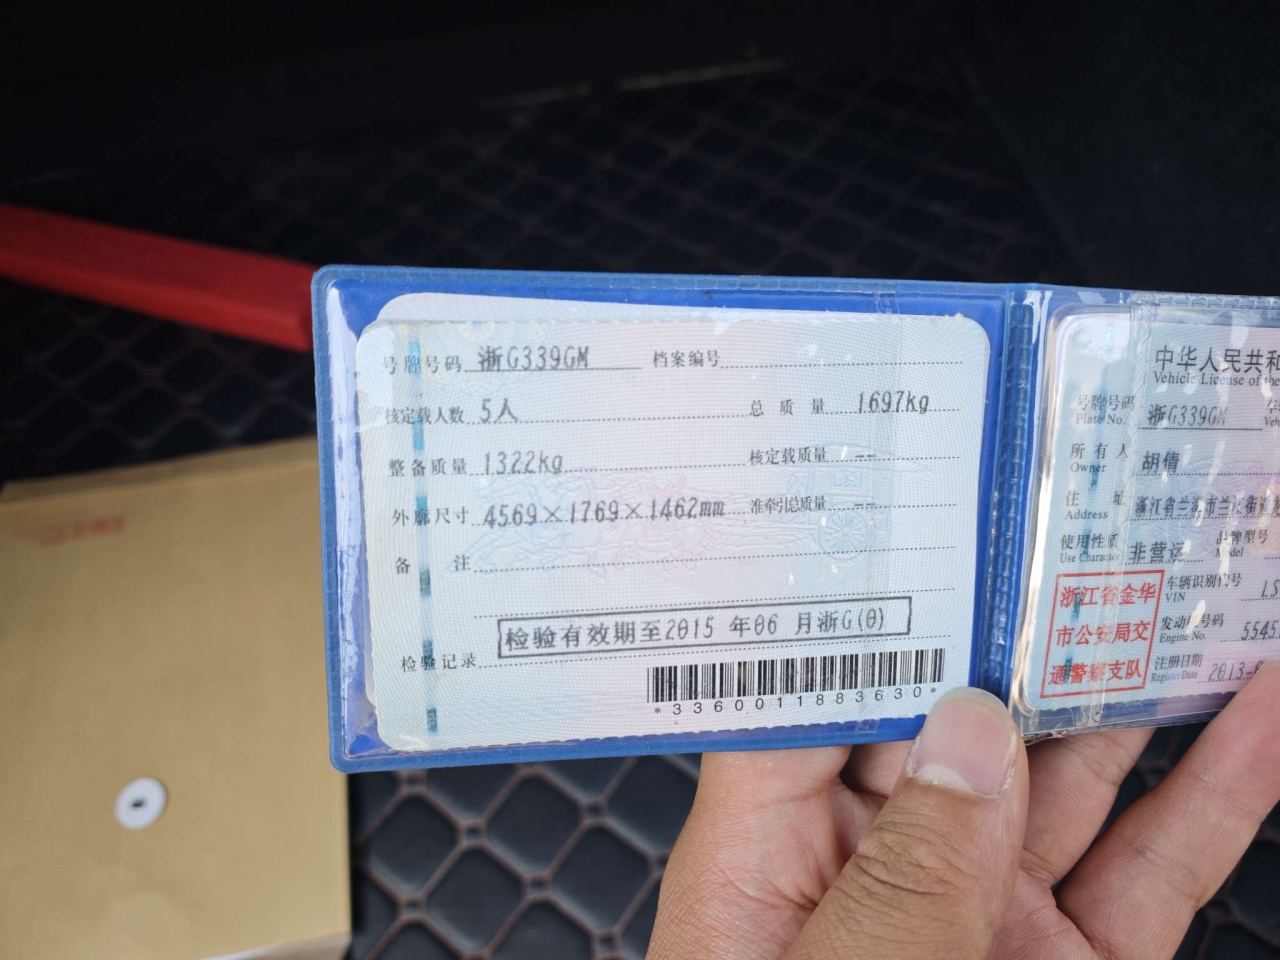 号牌号码 浙G339GM 档案编号
核定载人数 5人 总质量 1697kg
整备质量 1322kg 核定载质量 --
外廓尺寸 4569×1769×1462mm 准牵引总质量 --
备注
检验有效期至2015 年06 月浙G(0)
检验记录
*3360011883630*
中华人民共和
Vehicle License of the
号牌号码 浙G339GM
Plate No.
所有人 胡倩
Owner
住址
Address
使用性质 非营运 品牌型号
Use Character Model
浙江省金华
市公安局交
通警察支队
车辆识别代号
VIN
发动机号码 5545
Engine No.
注册日期 2013-
Register Date